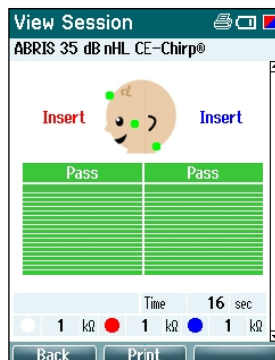 View Session
ABRIS 35 dB nHL CE-Chirp®
Insert Insert
Pass Pass
Time 16 sec
1 kΩ 1 kΩ 1 kΩ
Back Print